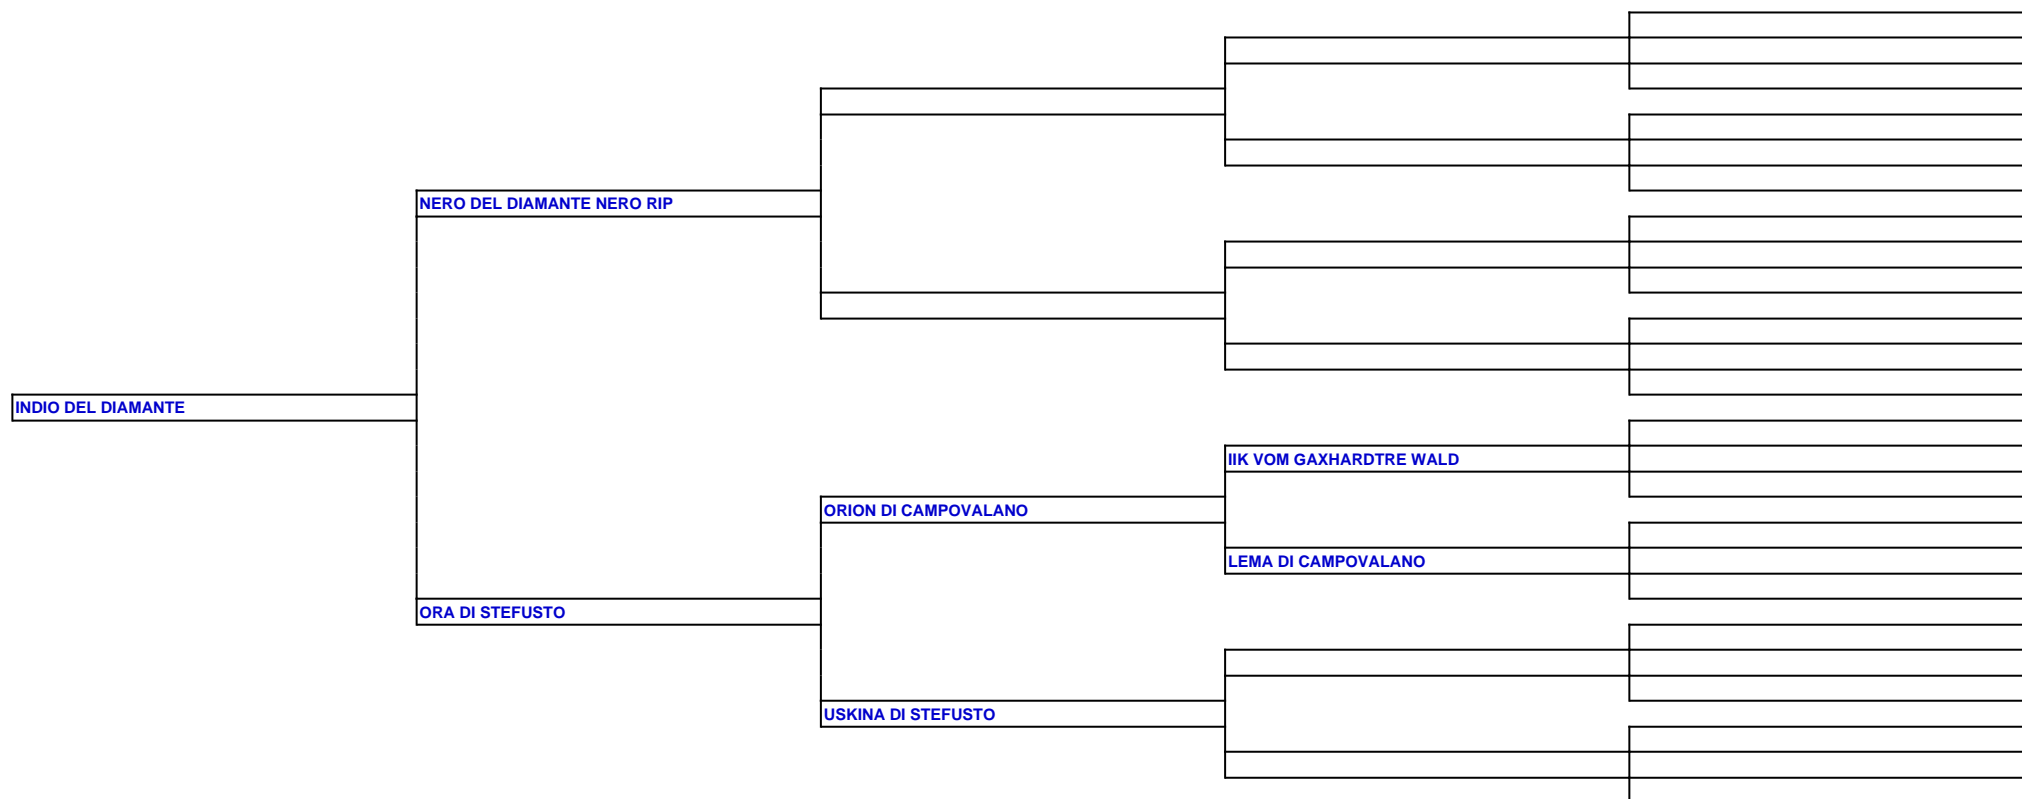 NERO DEL DIAMANTE NERO RIP
INDIO DEL DIAMANTE
IIK VOM GAXHARDTRE WALD
ORION DI CAMPOVALANO
LEMA DI CAMPOVALANO
ORA DI STEFUSTO
USKINA DI STEFUSTO